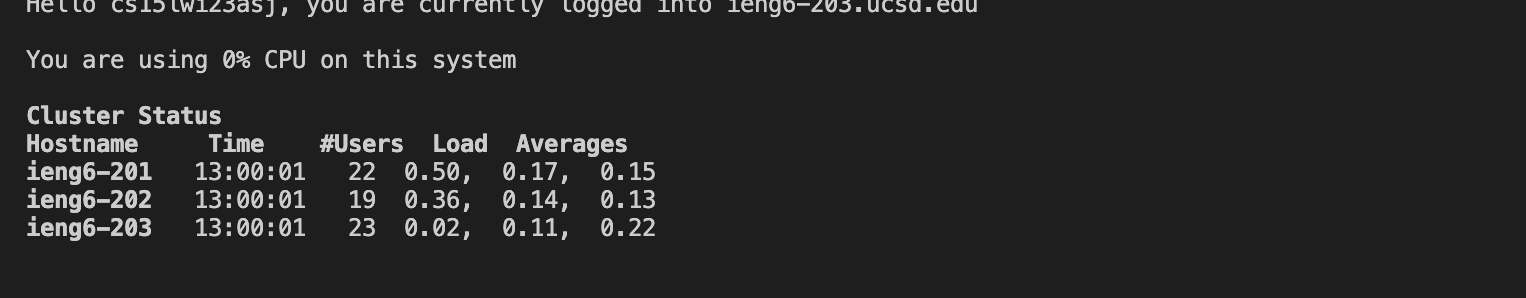 Hello cs15lwi23asj, you are currently logged into ieng6-203.ucsd.edu
You are using 0% CPU on this system
Cluster Status
Hostname     Time    #Users  Load  Averages
ieng6-201   13:00:01   22  0.50,  0.17,  0.15
ieng6-202   13:00:01   19  0.36,  0.14,  0.13
ieng6-203   13:00:01   23  0.02,  0.11,  0.22